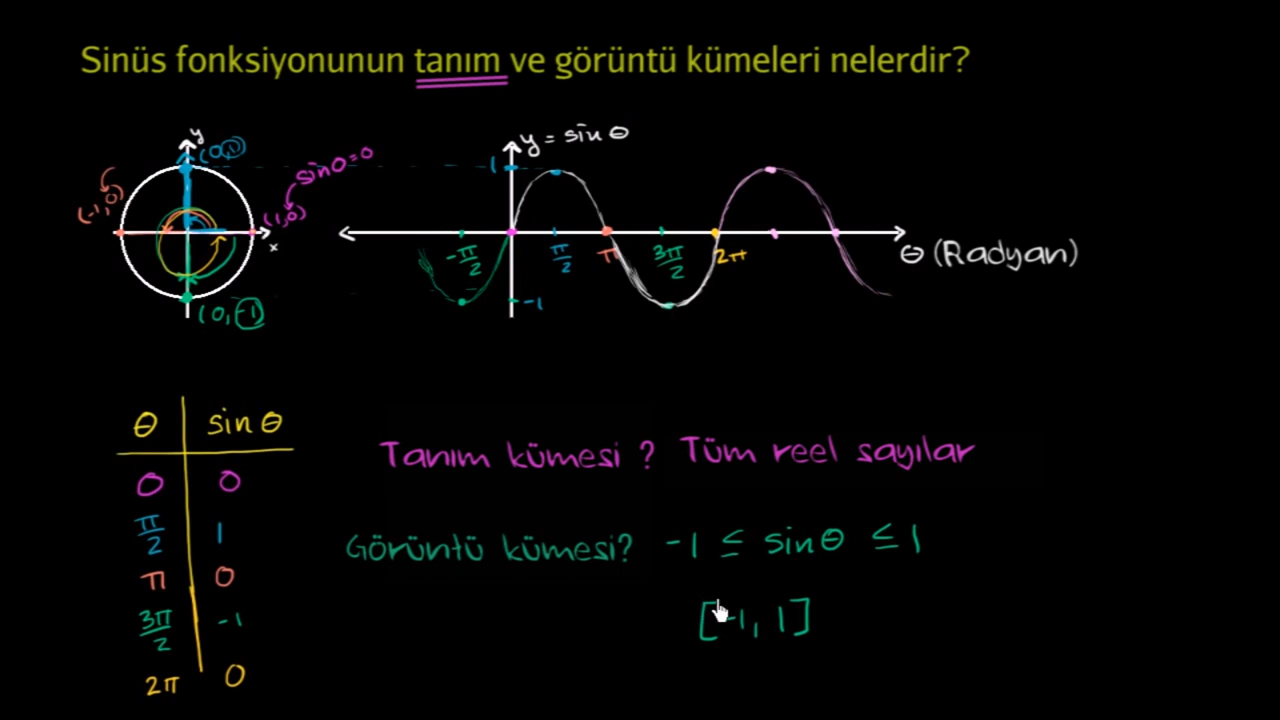 Sinüs fonksiyonunun tanım ve görüntü kümeleri nelerdir?
y
(0,1)
sin0=0
(-1,0)
(1,0)
x
(0,-1)
y = sin θ
1
-π/2
π/2
π
3π/2
2π
θ (Radyan)
-1
θ sin θ
0 0
π/2 1
π 0
3π/2 -1
2π 0
Tanım kümesi ? Tüm reel sayılar
Görüntü kümesi? -1 ≤ sinθ ≤ 1
[-1, 1]